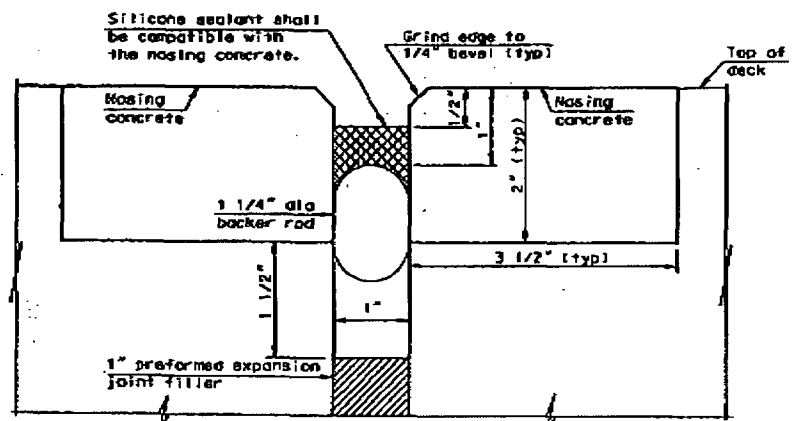 Silicone sealant shall
be compatible with
the nosing concrete.
Grind edge to
1/4" bevel (typ)
Top of
deck
Nosing
concrete
1/2"
1"
Nosing
concrete
2" (typ)
1 1/4" dia
backer rod
3 1/2" (typ)
1 1/2"
1"
1" preformed expansion
joint filler